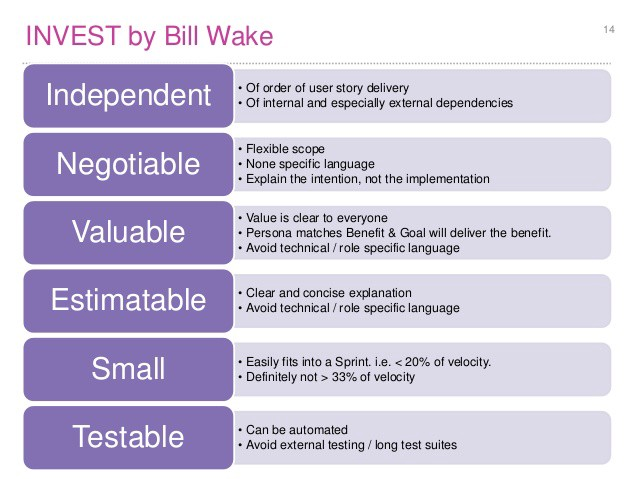 INVEST by Bill Wake
14
Independent
• Of order of user story delivery
• Of internal and especially external dependencies
Negotiable
• Flexible scope
• None specific language
• Explain the intention, not the implementation
Valuable
• Value is clear to everyone
• Persona matches Benefit & Goal will deliver the benefit.
• Avoid technical / role specific language
Estimatable
• Clear and concise explanation
• Avoid technical / role specific language
Small
• Easily fits into a Sprint. i.e. < 20% of velocity.
• Definitely not > 33% of velocity
Testable
• Can be automated
• Avoid external testing / long test suites